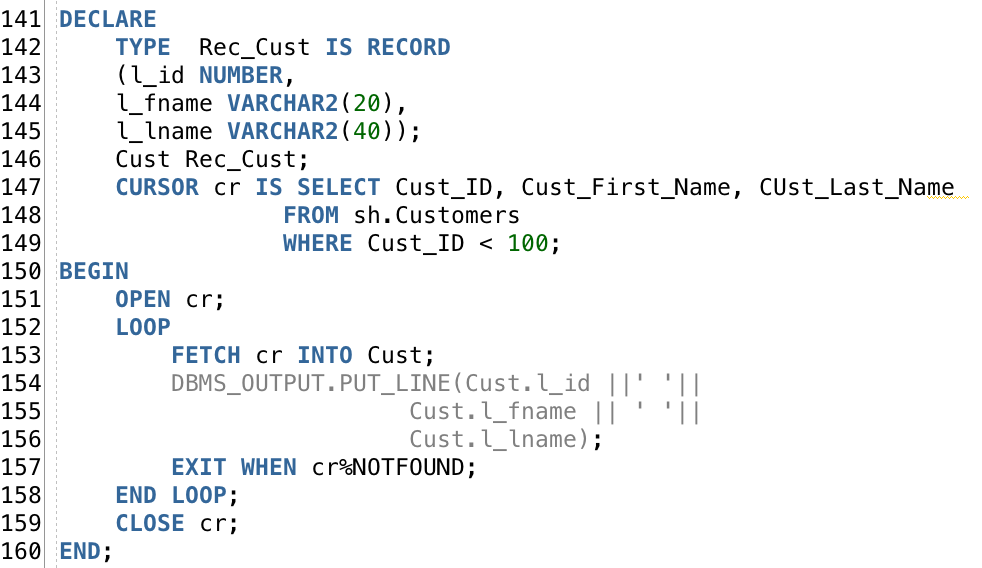 141 DECLARE
142 TYPE  Rec_Cust IS RECORD
143 (l_id NUMBER,
144 l_fname VARCHAR2(20),
145 l_lname VARCHAR2(40));
146 Cust Rec_Cust;
147 CURSOR cr IS SELECT Cust_ID, Cust_First_Name, CUst_Last_Name
148 FROM sh.Customers
149 WHERE Cust_ID < 100;
150 BEGIN
151 OPEN cr;
152 LOOP
153 FETCH cr INTO Cust;
154 DBMS_OUTPUT.PUT_LINE(Cust.l_id ||' '||
155 Cust.l_fname || ' '||
156 Cust.l_lname);
157 EXIT WHEN cr%NOTFOUND;
158 END LOOP;
159 CLOSE cr;
160 END;